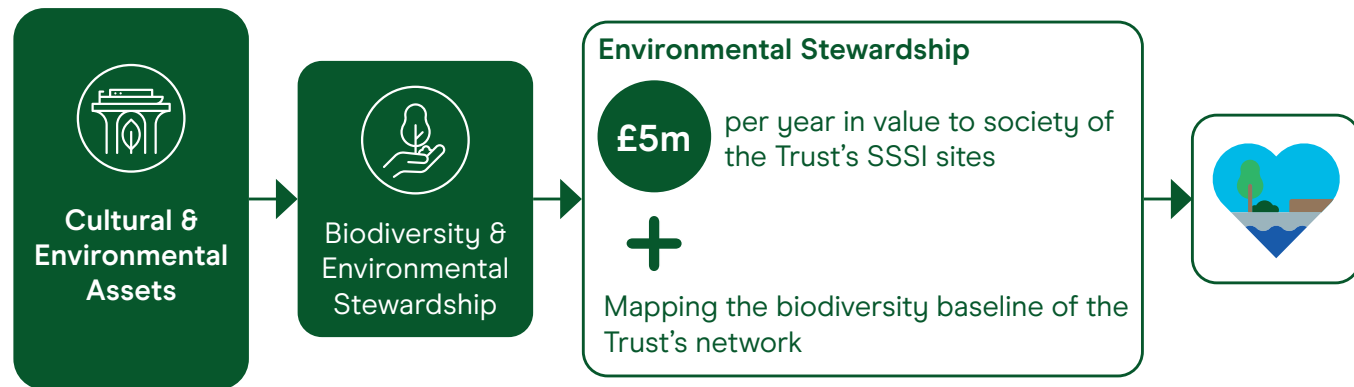 Cultural &
Environmental
Assets
Biodiversity &
Environmental
Stewardship
Environmental Stewardship
£5m
per year in value to society of
the Trust's SSSI sites
+
Mapping the biodiversity baseline of the
Trust's network